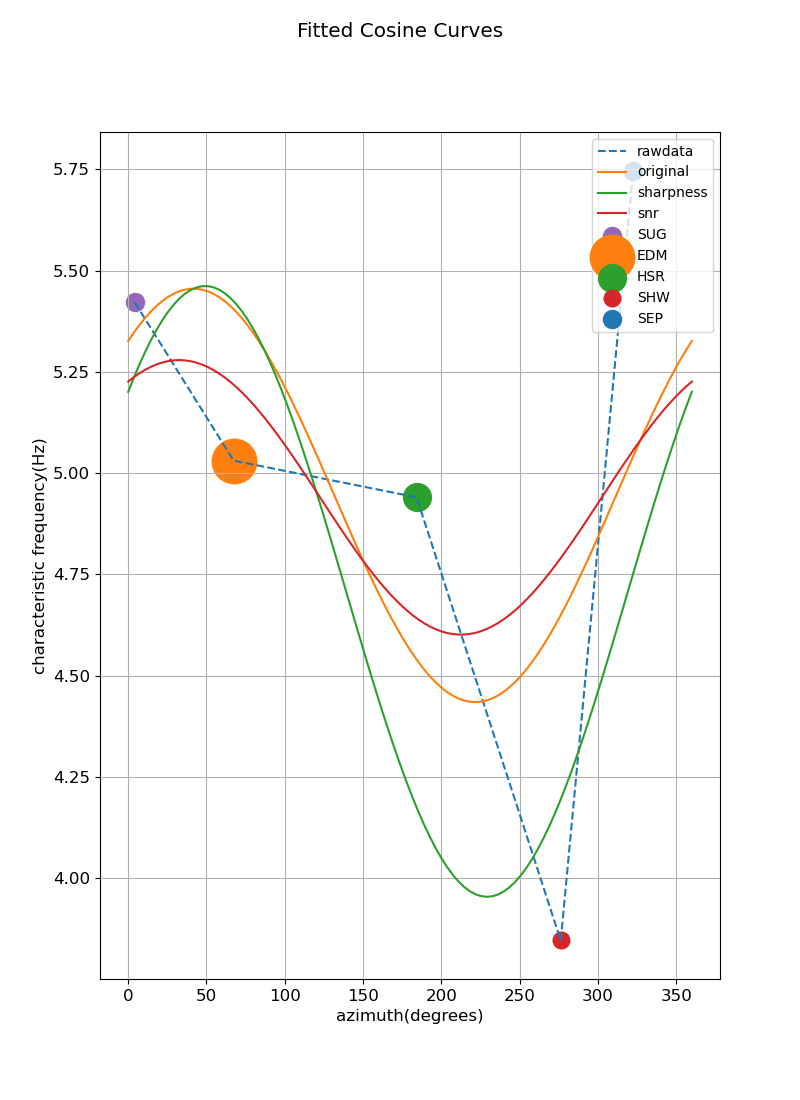 Fitted Cosine Curves
rawdata
original
sharpness
snr
SUG
EDM
HSR
SHW
SEP
5.75
5.50
5.25
5.00
4.75
4.50
4.25
4.00
characteristic frequency(Hz)
0 50 100 150 200 250 300 350
azimuth(degrees)